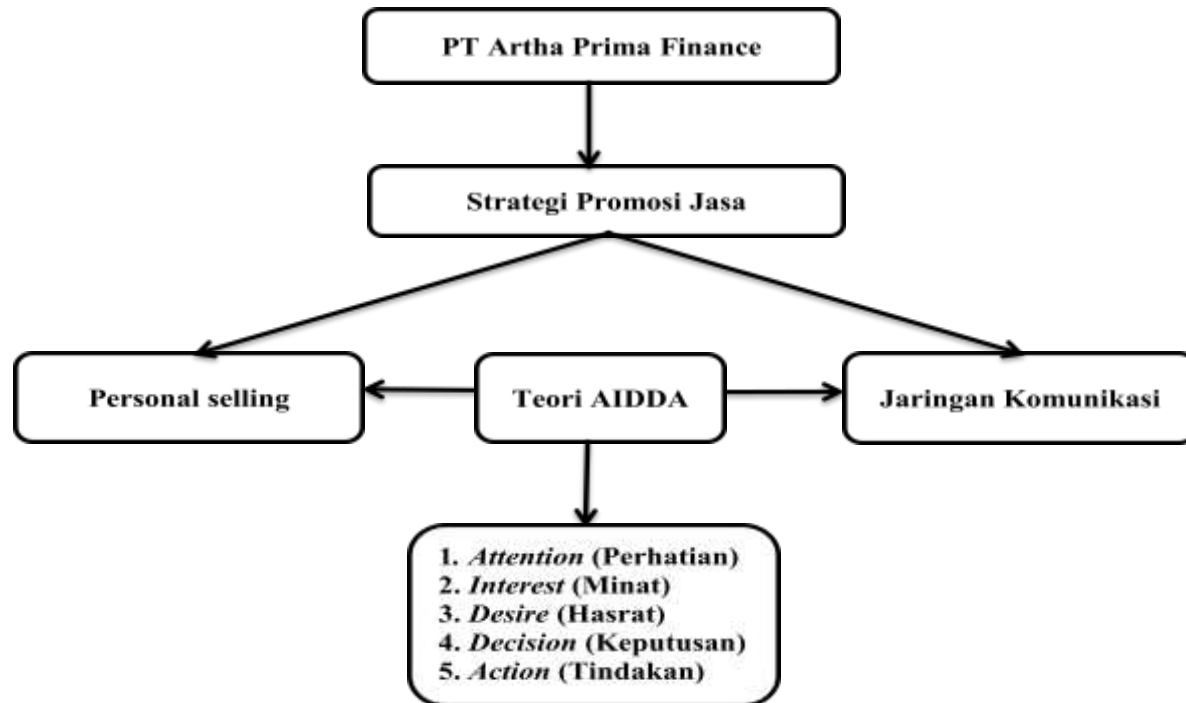 PT Artha Prima Finance
Strategi Promosi Jasa
Personal selling
Teori AIDDA
Jaringan Komunikasi
1. Attention (Perhatian)
2. Interest (Minat)
3. Desire (Hasrat)
4. Decision (Keputusan)
5. Action (Tindakan)